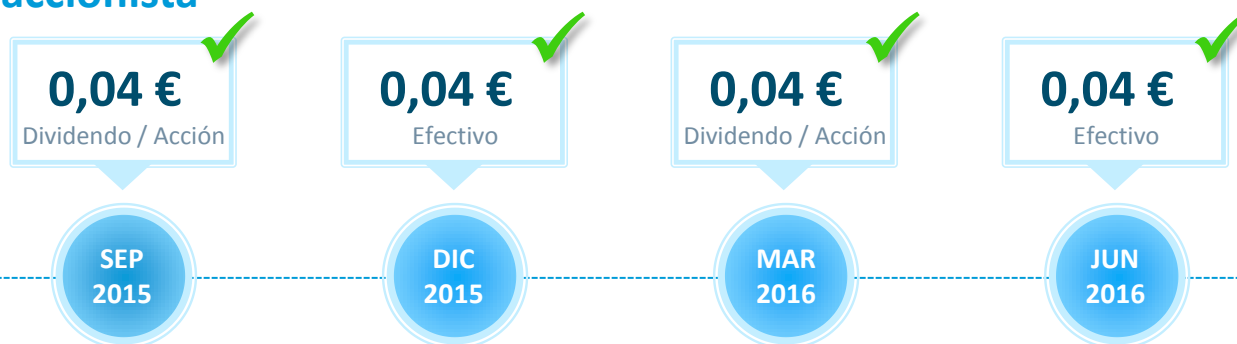 accionista
0,04 €
Dividendo / Acción
0,04 €
Efectivo
0,04 €
Dividendo / Acción
0,04 €
Efectivo
SEP
2015
DIC
2015
MAR
2016
JUN
2016